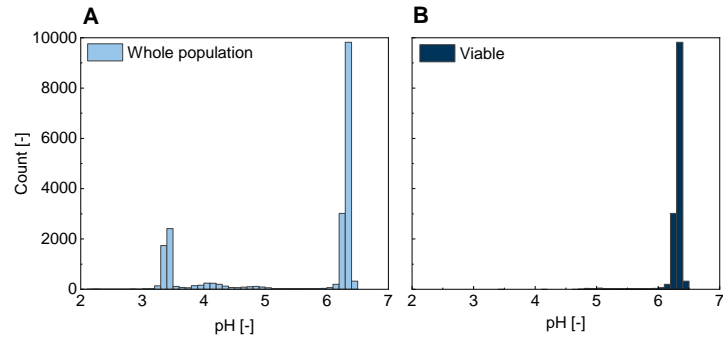 A
B
Whole population
Viable
10000
8000
6000
4000
2000
0
Count [-]
2 3 4 5 6 7
2 3 4 5 6 7
pH [-]
pH [-]